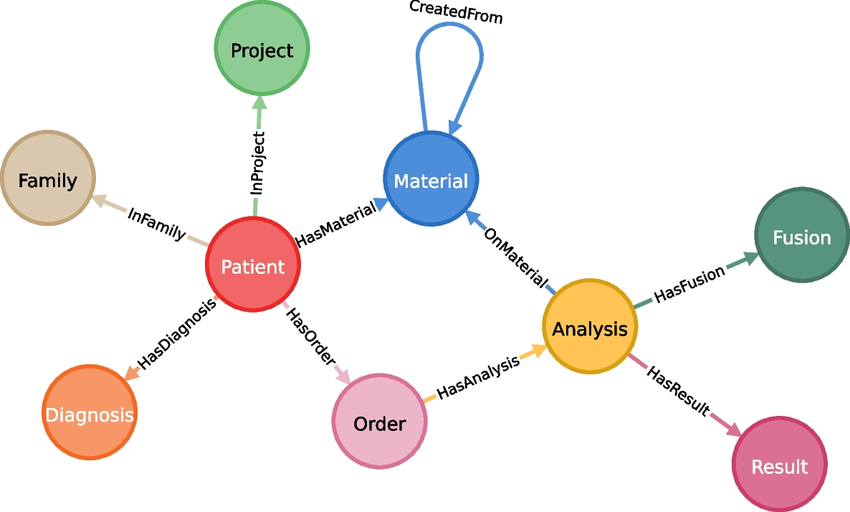 CreatedFrom
Project
InProject
Material
Family
InFamily
HasMaterial
Patient
OnMaterial
Fusion
HasFusion
HasDiagnosis
HasOrder
Analysis
HasAnalysis
HasResult
Diagnosis
Order
Result